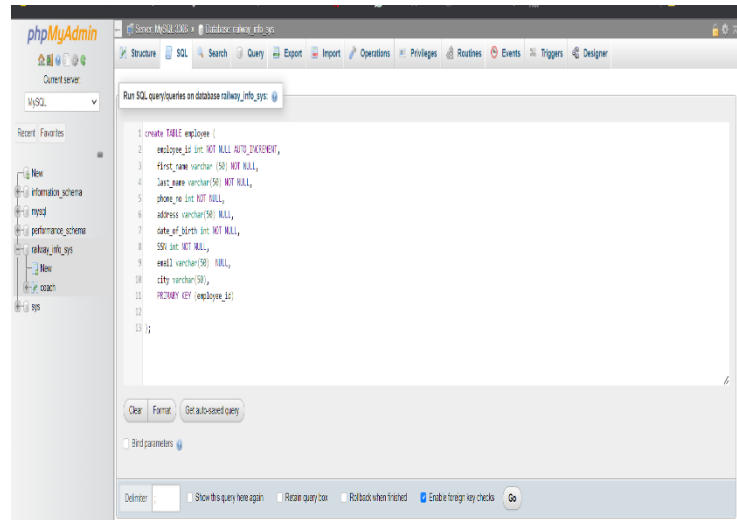 phpMyAdmin
Current server:
MySQL
Recent Favorites
New
information_schema
mysql
performance_schema
railway_info_sys
New
coach
sys
Server: MySQL:3306 » Database: railway_info_sys
Structure SQL Search Query Export Import Operations Privileges Routines Events Triggers Designer
Run SQL query/queries on database railway_info_sys:
1 create TABLE employee (
2 employee_id int NOT NULL AUTO_INCREMENT,
3 first_name varchar (50) NOT NULL,
4 last_name varchar(50) NOT NULL,
5 phone_no int NOT NULL,
6 address varchar(50) NULL,
7 date_of_birth int NOT NULL,
8 SSN int NOT NULL,
9 email varchar(50) NULL,
10 city varchar(50),
11 PRIMARY KEY (employee_id)
12
13 );
Clear Format Get auto-saved query
Bind parameters
Delimiter ; Show this query here again Retain query box Rollback when finished Enable foreign key checks Go